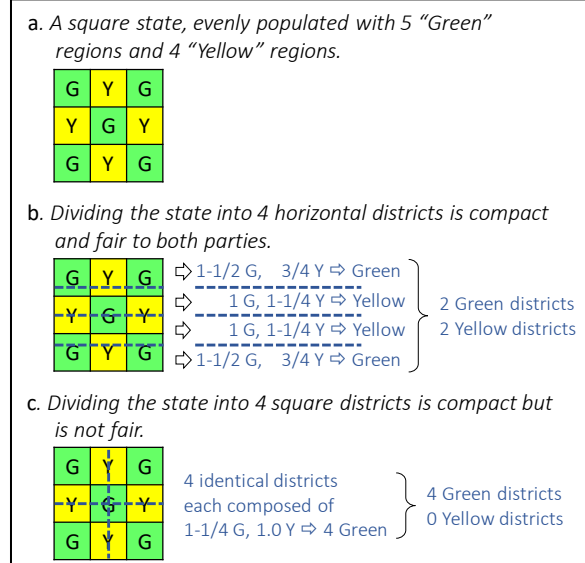 a. A square state, evenly populated with 5 “Green”
regions and 4 “Yellow” regions.
G Y G
Y G Y
G Y G
b. Dividing the state into 4 horizontal districts is compact
and fair to both parties.
G Y G
Y G Y
G Y G
⇨ 1-1/2 G, 3/4 Y ⇨ Green
⇨ 1 G, 1-1/4 Y ⇨ Yellow
⇨ 1 G, 1-1/4 Y ⇨ Yellow
⇨ 1-1/2 G, 3/4 Y ⇨ Green
2 Green districts
2 Yellow districts
c. Dividing the state into 4 square districts is compact but
is not fair.
G Y G
Y G Y
G Y G
4 identical districts
each composed of
1-1/4 G, 1.0 Y ⇨ 4 Green
4 Green districts
0 Yellow districts